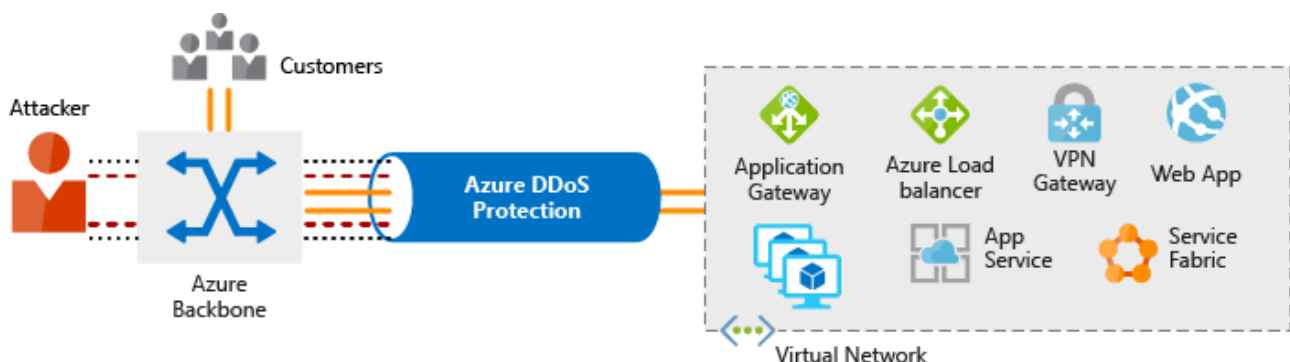 Customers
Attacker
Azure
Backbone
Azure DDoS
Protection
Application
Gateway
Azure Load
balancer
VPN
Gateway
Web App
App
Service
Service
Fabric
Virtual Network